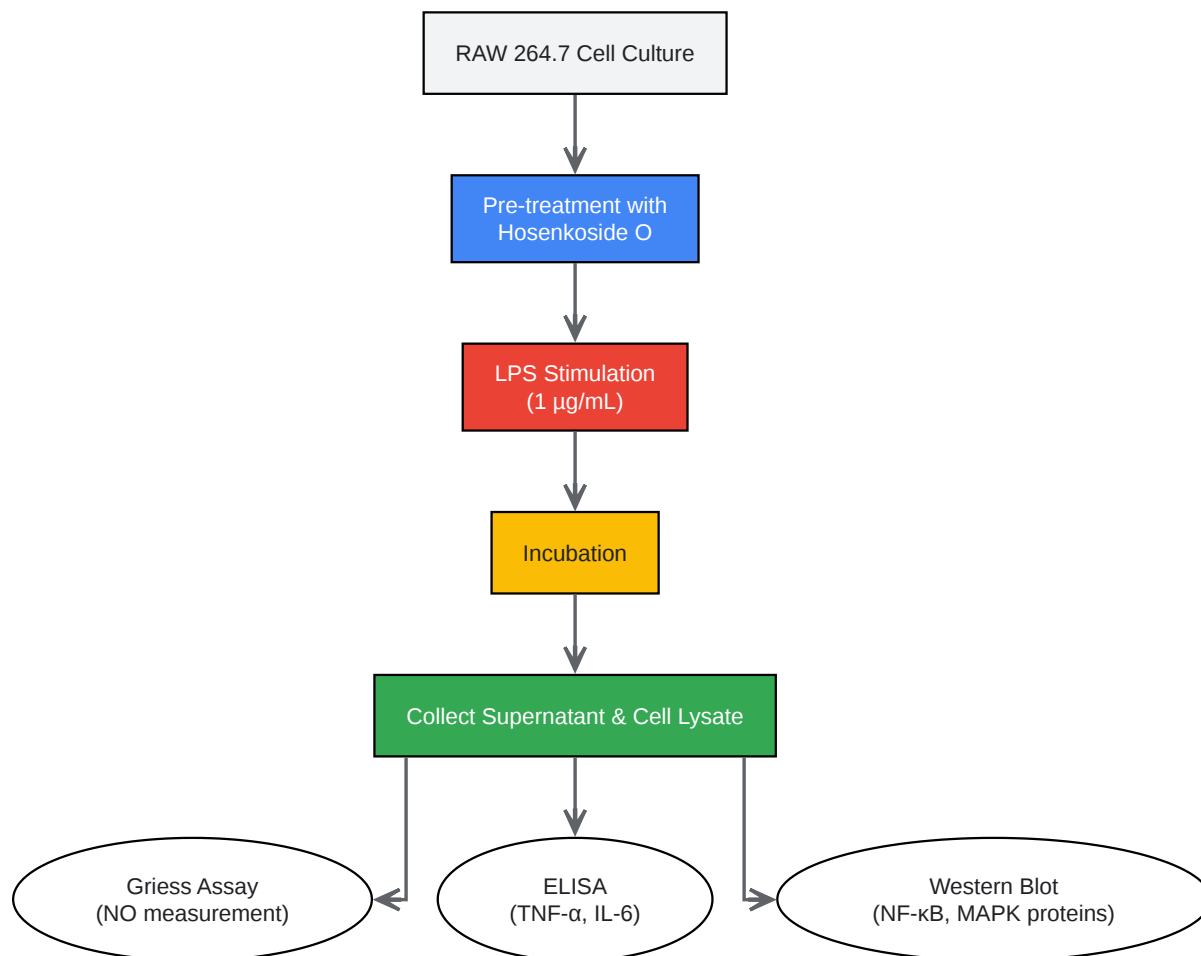 RAW 264.7 Cell Culture
Pre-treatment with
Hosenkoside O
LPS Stimulation
(1 µg/mL)
Incubation
Collect Supernatant & Cell Lysate
Griess Assay
(NO measurement)
ELISA
(TNF-α, IL-6)
Western Blot
(NF-κB, MAPK proteins)